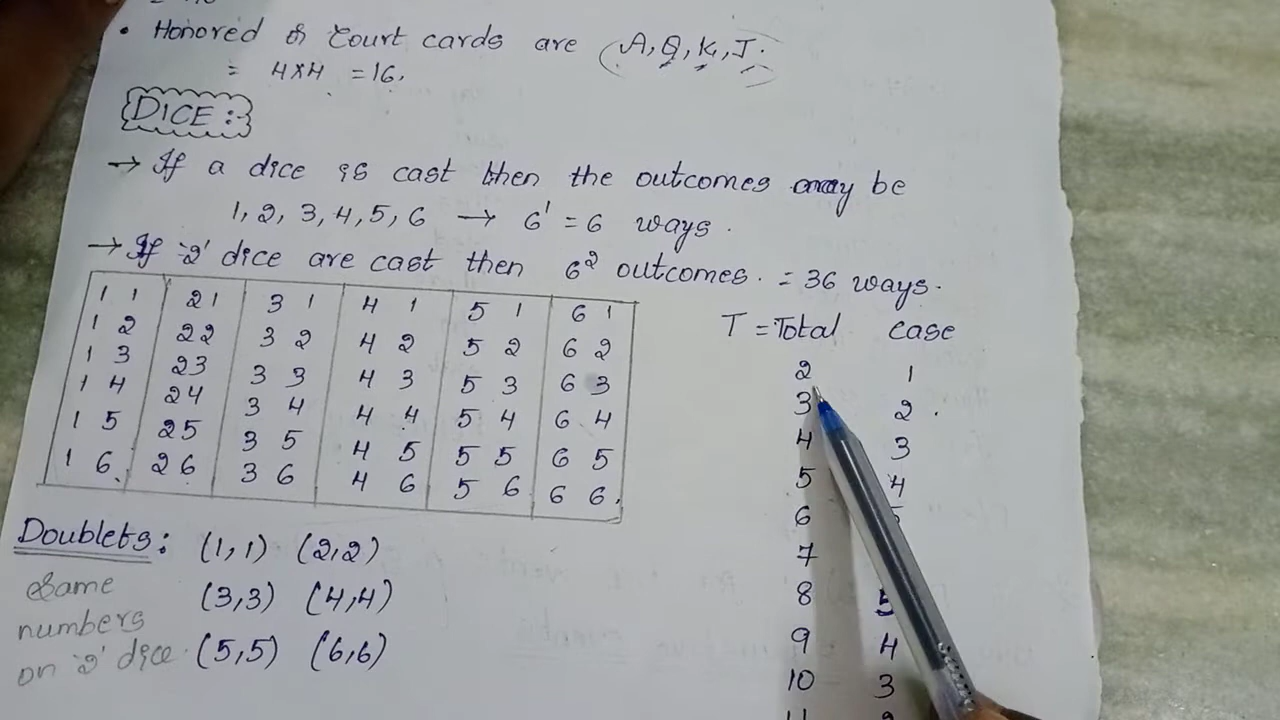 • Honored or Court cards are (A, Q, K, J.
= 4×4 = 16.
DICE :-
→ If a dice is cast then the outcomes may be
1, 2, 3, 4, 5, 6 → 6¹ = 6 ways.
→ If '2' dice are cast then 6² outcomes. = 36 ways.
1 1 2 1 3 1 4 1 5 1 6 1
1 2 2 2 3 2 4 2 5 2 6 2
1 3 2 3 3 3 4 3 5 3 6 3
1 4 2 4 3 4 4 4 5 4 6 4
1 5 2 5 3 5 4 5 5 5 6 5
1 6. 2 6 3 6 4 6 5 6 6 6.
T = Total case
2 1
3 2.
4 3
5 4
6
7
8 5
9 4
10 3
Doublets: (1,1) (2,2)
Same (3,3) (4,4)
numbers
on '2' dice. (5,5) (6,6)